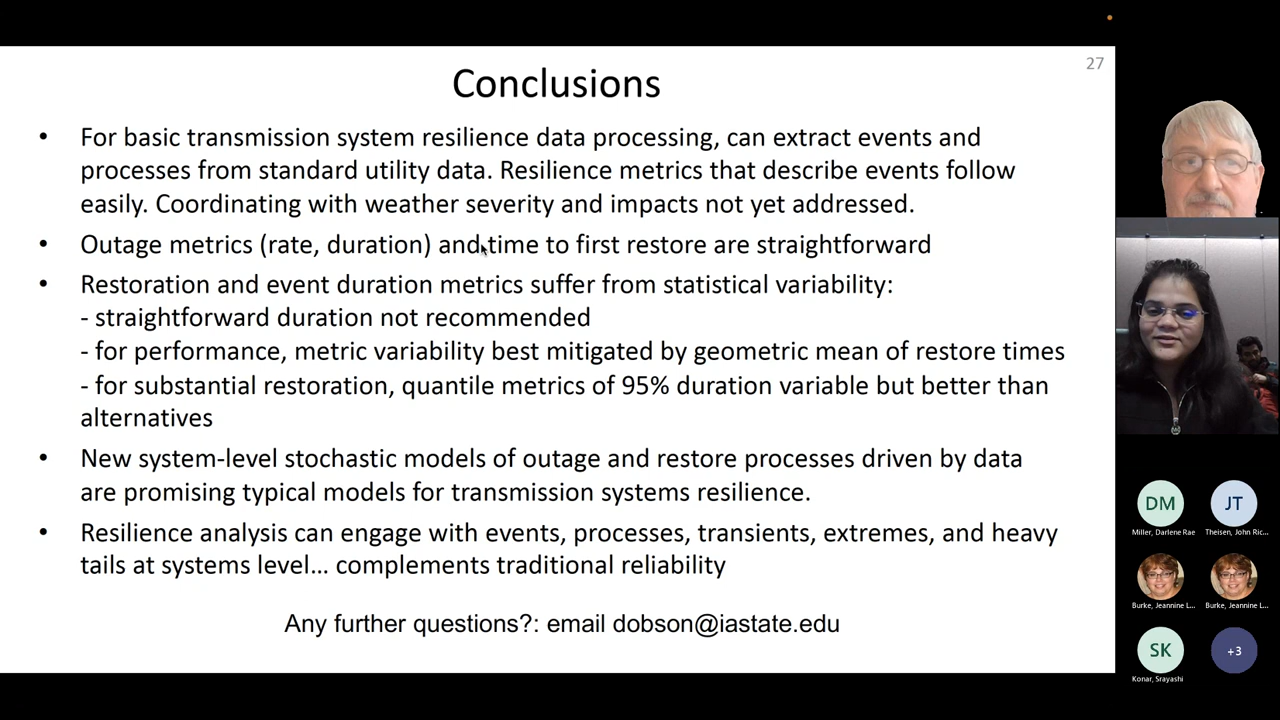 27
Conclusions
• For basic transmission system resilience data processing, can extract events and
processes from standard utility data. Resilience metrics that describe events follow
easily. Coordinating with weather severity and impacts not yet addressed.
• Outage metrics (rate, duration) and time to first restore are straightforward
• Restoration and event duration metrics suffer from statistical variability:
- straightforward duration not recommended
- for performance, metric variability best mitigated by geometric mean of restore times
- for substantial restoration, quantile metrics of 95% duration variable but better than
alternatives
• New system-level stochastic models of outage and restore processes driven by data
are promising typical models for transmission systems resilience.
• Resilience analysis can engage with events, processes, transients, extremes, and heavy
tails at systems level... complements traditional reliability
Any further questions?: email dobson@iastate.edu
DM
JT
Miller, Darlene Rae
Theisen, John Ric...
Burke, Jeannine L...
Burke, Jeannine L...
SK
+3
Konar, Srayashi